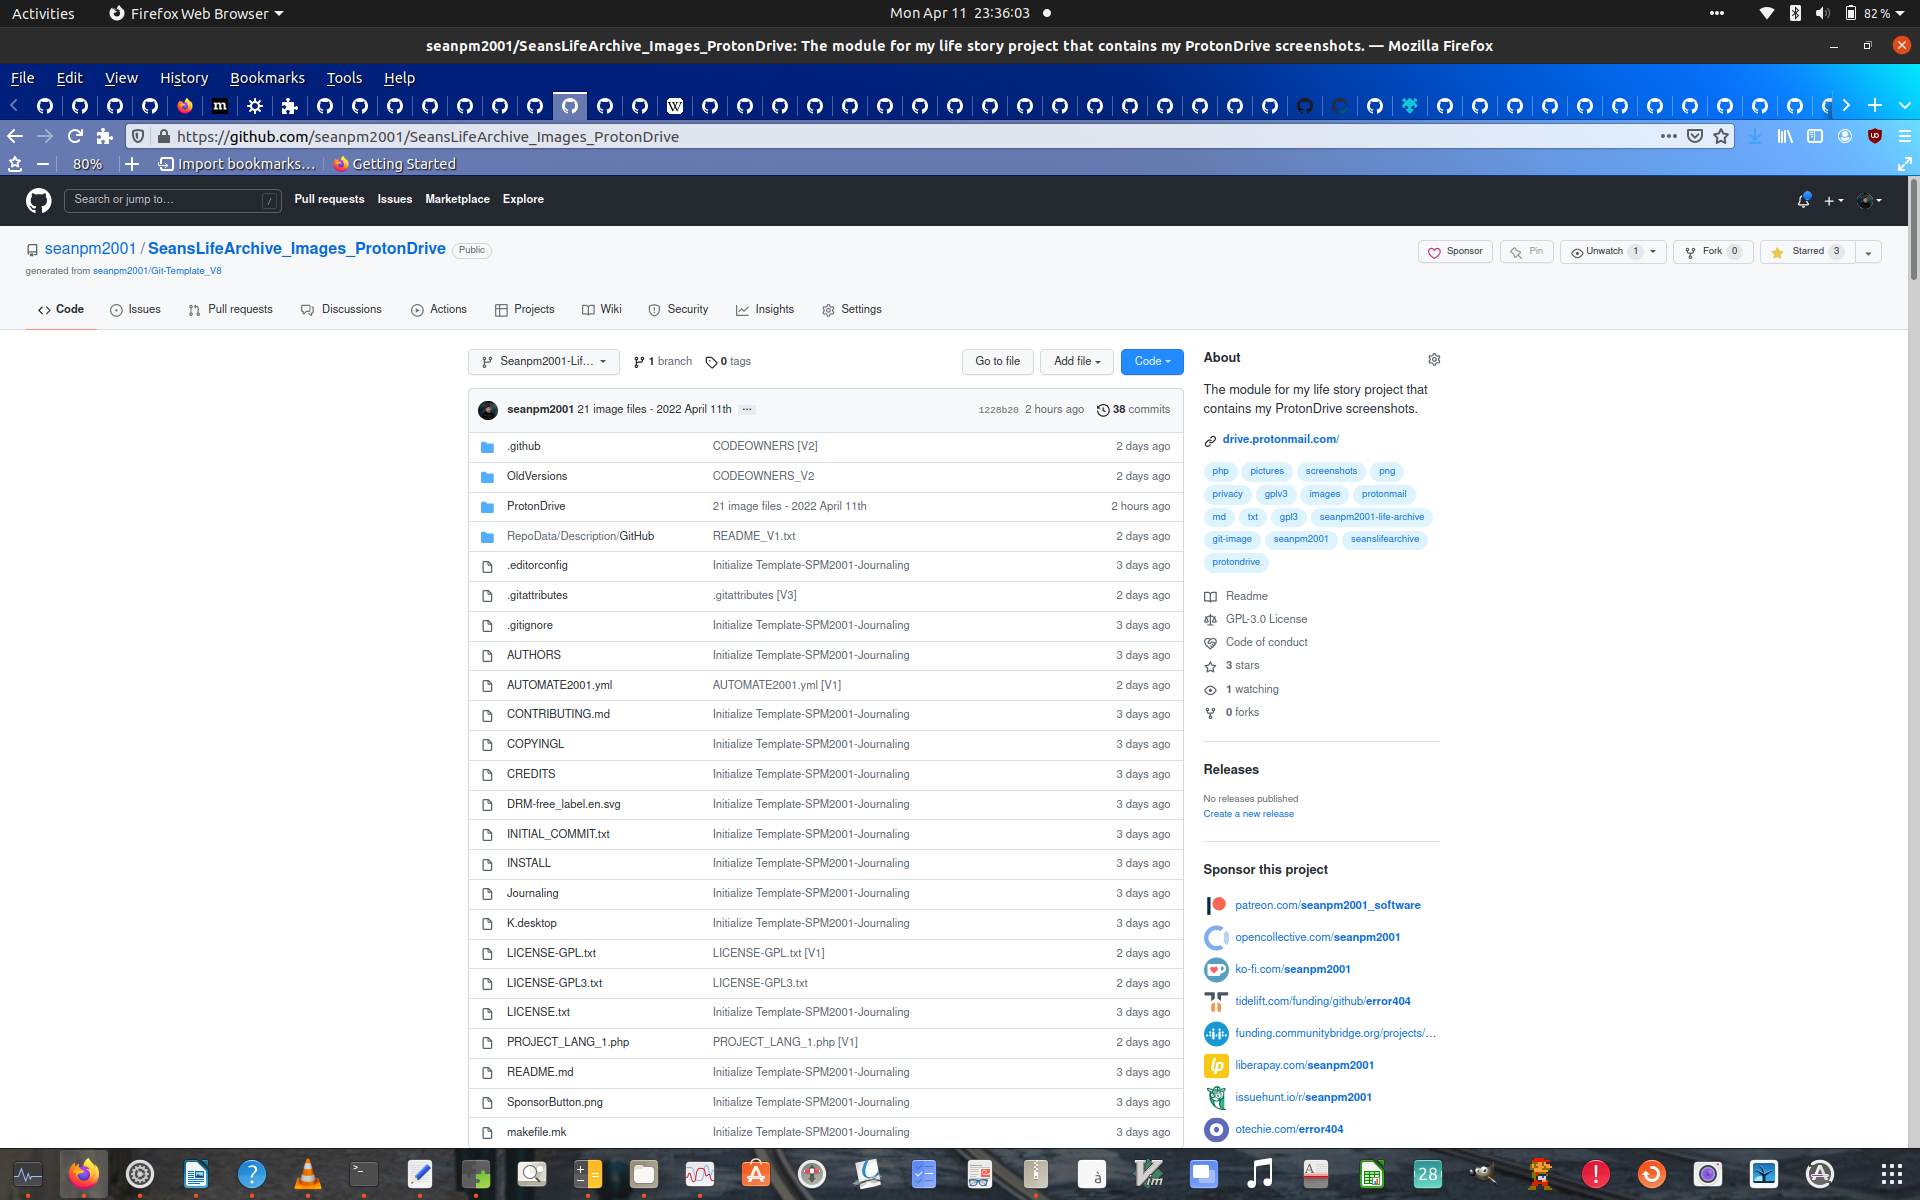 Activities Firefox Web Browser Mon Apr 11 23:36:03 82 %
seanpm2001/SeansLifeArchive_Images_ProtonDrive: The module for my life story project that contains my ProtonDrive screenshots. — Mozilla Firefox
File Edit View History Bookmarks Tools Help
https://github.com/seanpm2001/SeansLifeArchive_Images_ProtonDrive
80% Import bookmarks... Getting Started
Search or jump to... / Pull requests Issues Marketplace Explore
seanpm2001 / SeansLifeArchive_Images_ProtonDrive Public Sponsor Pin Unwatch 1 Fork 0 Starred 3
generated from seanpm2001/Git-Template_V8
Code Issues Pull requests Discussions Actions Projects Wiki Security Insights Settings
Seanpm2001-Lif... 1 branch 0 tags Go to file Add file Code
seanpm2001 21 image files - 2022 April 11th ... 1228b20 2 hours ago 38 commits
.github CODEOWNERS [V2] 2 days ago
OldVersions CODEOWNERS_V2 2 days ago
ProtonDrive 21 image files - 2022 April 11th 2 hours ago
RepoData/Description/GitHub README_V1.txt 2 days ago
.editorconfig Initialize Template-SPM2001-Journaling 3 days ago
.gitattributes .gitattributes [V3] 2 days ago
.gitignore Initialize Template-SPM2001-Journaling 3 days ago
AUTHORS Initialize Template-SPM2001-Journaling 3 days ago
AUTOMATE2001.yml AUTOMATE2001.yml [V1] 2 days ago
CONTRIBUTING.md Initialize Template-SPM2001-Journaling 3 days ago
COPYINGL Initialize Template-SPM2001-Journaling 3 days ago
CREDITS Initialize Template-SPM2001-Journaling 3 days ago
DRM-free_label.en.svg Initialize Template-SPM2001-Journaling 3 days ago
INITIAL_COMMIT.txt Initialize Template-SPM2001-Journaling 3 days ago
INSTALL Initialize Template-SPM2001-Journaling 3 days ago
Journaling Initialize Template-SPM2001-Journaling 3 days ago
K.desktop Initialize Template-SPM2001-Journaling 3 days ago
LICENSE-GPL.txt LICENSE-GPL.txt [V1] 2 days ago
LICENSE-GPL3.txt LICENSE-GPL3.txt 2 days ago
LICENSE.txt Initialize Template-SPM2001-Journaling 3 days ago
PROJECT_LANG_1.php PROJECT_LANG_1.php [V1] 2 days ago
README.md Initialize Template-SPM2001-Journaling 3 days ago
SponsorButton.png Initialize Template-SPM2001-Journaling 3 days ago
makefile.mk Initialize Template-SPM2001-Journaling 3 days ago
About
The module for my life story project that
contains my ProtonDrive screenshots.
drive.protonmail.com/
php pictures screenshots png
privacy gplv3 images protonmail
md txt gpl3 seanpm2001-life-archive
git-image seanpm2001 seanslifearchive
protondrive
Readme
GPL-3.0 License
Code of conduct
3 stars
1 watching
0 forks
Releases
No releases published
Create a new release
Sponsor this project
patreon.com/seanpm2001_software
opencollective.com/seanpm2001
ko-fi.com/seanpm2001
tidelift.com/funding/github/error404
funding.communitybridge.org/projects/...
liberapay.com/seanpm2001
issuehunt.io/r/seanpm2001
otechie.com/error404
28